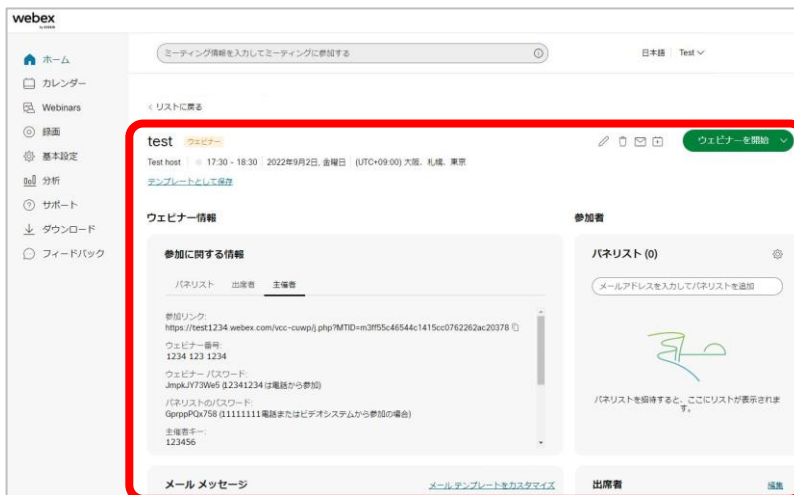 webex
by CISCO
ミーティング情報を入力してミーティングに参加する
日本語 Test
ホーム
カレンダー
Webinars
録画
基本設定
分析
サポート
ダウンロード
フィードバック
< リストに戻る
test ウェビナー
ウェビナーを開始
Test host 17:30 - 18:30 2022年9月2日, 金曜日 (UTC+09:00) 大阪、札幌、東京
テンプレートとして保存
ウェビナー情報
参加に関する情報
パネリスト 出席者 主催者
参加リンク:
https://test1234.webex.com/vcc-cuwp/j.php?MTID=m3ff55c46544c1415cc0762262ac20378
ウェビナー番号:
1234 123 1234
ウェビナー パスワード:
JmpkJY73We5 (12341234 は電話から参加)
パネリストのパスワード:
GprppPQx758 (11111111電話またはビデオシステムから参加の場合)
主催者キー:
123456
メール メッセージ
メール テンプレートをカスタマイズ
参加者
パネリスト (0)
メールアドレスを入力してパネリストを追加
パネリストを招待すると、ここにリストが表示されま
す。
出席者
編集